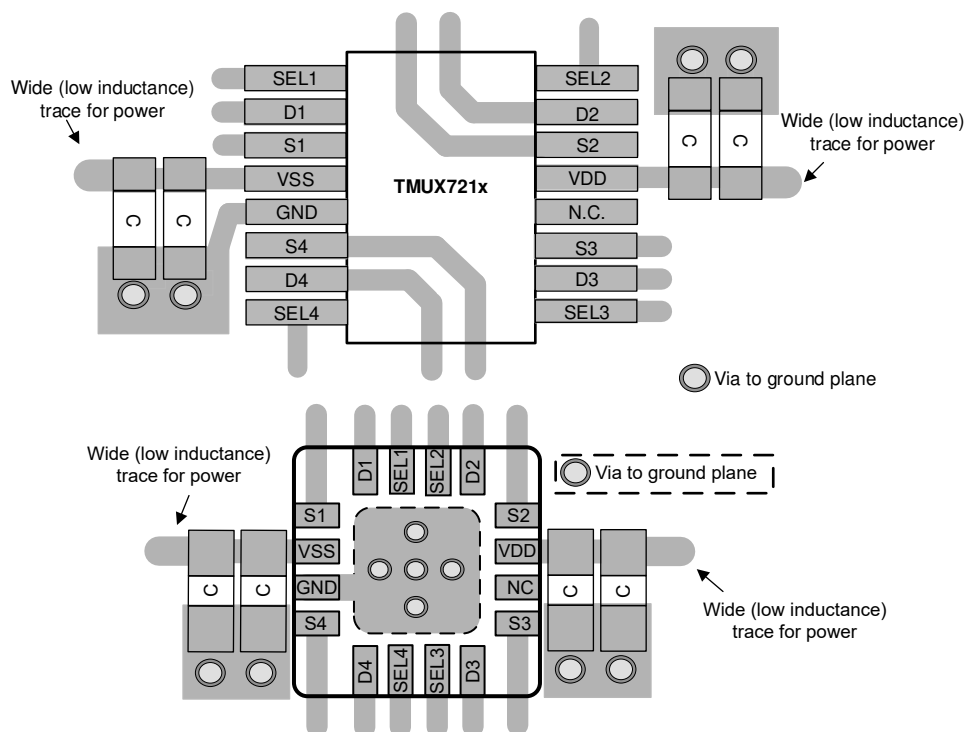 Wide (low inductance)
trace for power
SEL1
D1
S1
VSS
GND
S4
D4
SEL4
C
C
TMUX721x
SEL2
D2
S2
VDD
N.C.
S3
D3
SEL3
C
C
Wide (low inductance)
trace for power
Via to ground plane
Wide (low inductance)
trace for power
D1
SEL1
SEL2
D2
Via to ground plane
S1
VSS
GND
S4
S2
VDD
NC
S3
C
C
C
C
D4
SEL4
SEL3
D3
Wide (low inductance)
trace for power